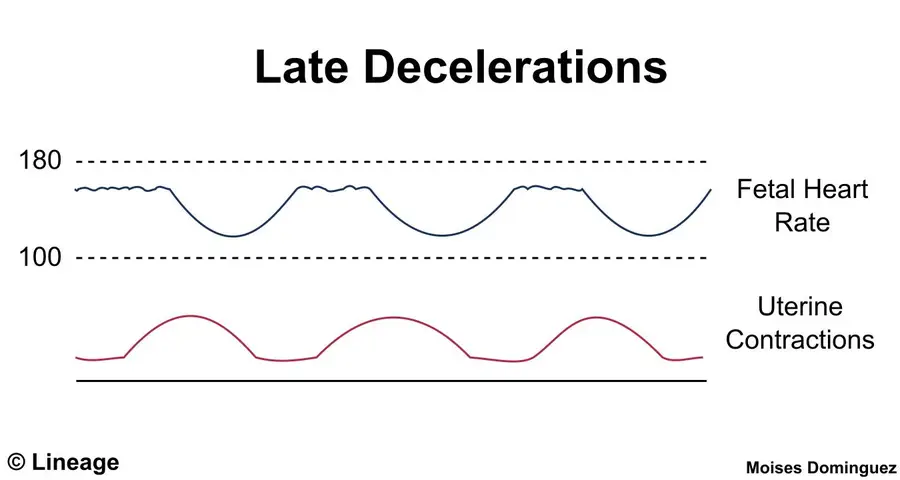 Late Decelerations
180
Fetal Heart
Rate
100
Uterine
Contractions
© Lineage
Moises Dominguez